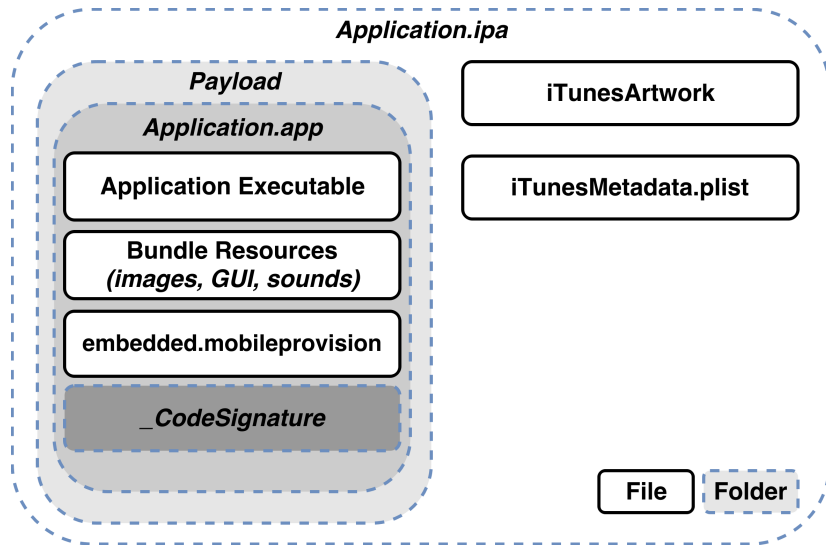 Application.ipa
Payload
Application.app
Application Executable
Bundle Resources
(images, GUI, sounds)
embedded.mobileprovision
_CodeSignature
iTunesArtwork
iTunesMetadata.plist
File
Folder